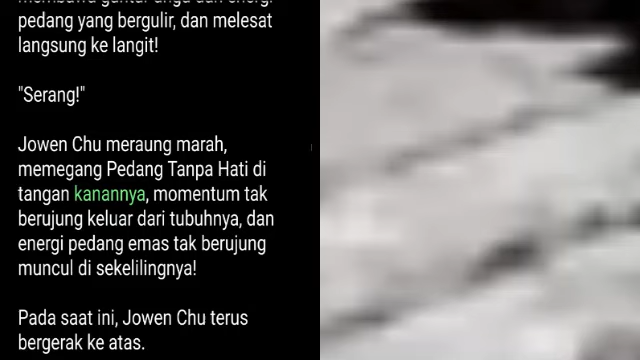 pedang yang bergulir, dan melesat
langsung ke langit!
"Serang!"
Jowen Chu meraung marah,
memegang Pedang Tanpa Hati di
tangan kanannya, momentum tak
berujung keluar dari tubuhnya, dan
energi pedang emas tak berujung
muncul di sekelilingnya!
Pada saat ini, Jowen Chu terus
bergerak ke atas.